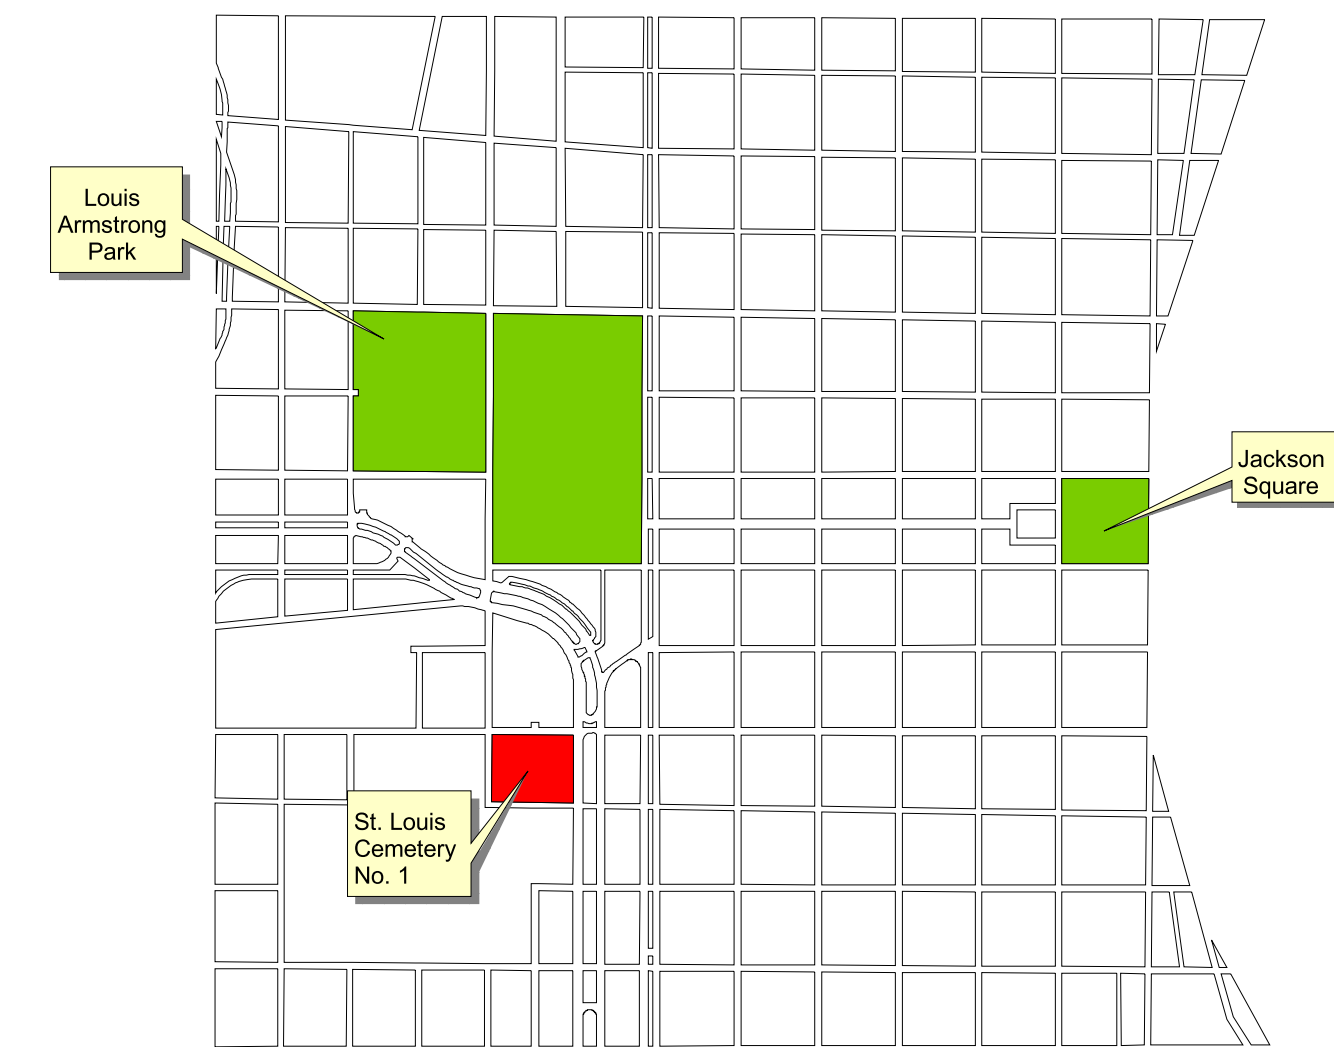 Louis
Armstrong
Park
Jackson
Square
St. Louis
Cemetery
No. 1